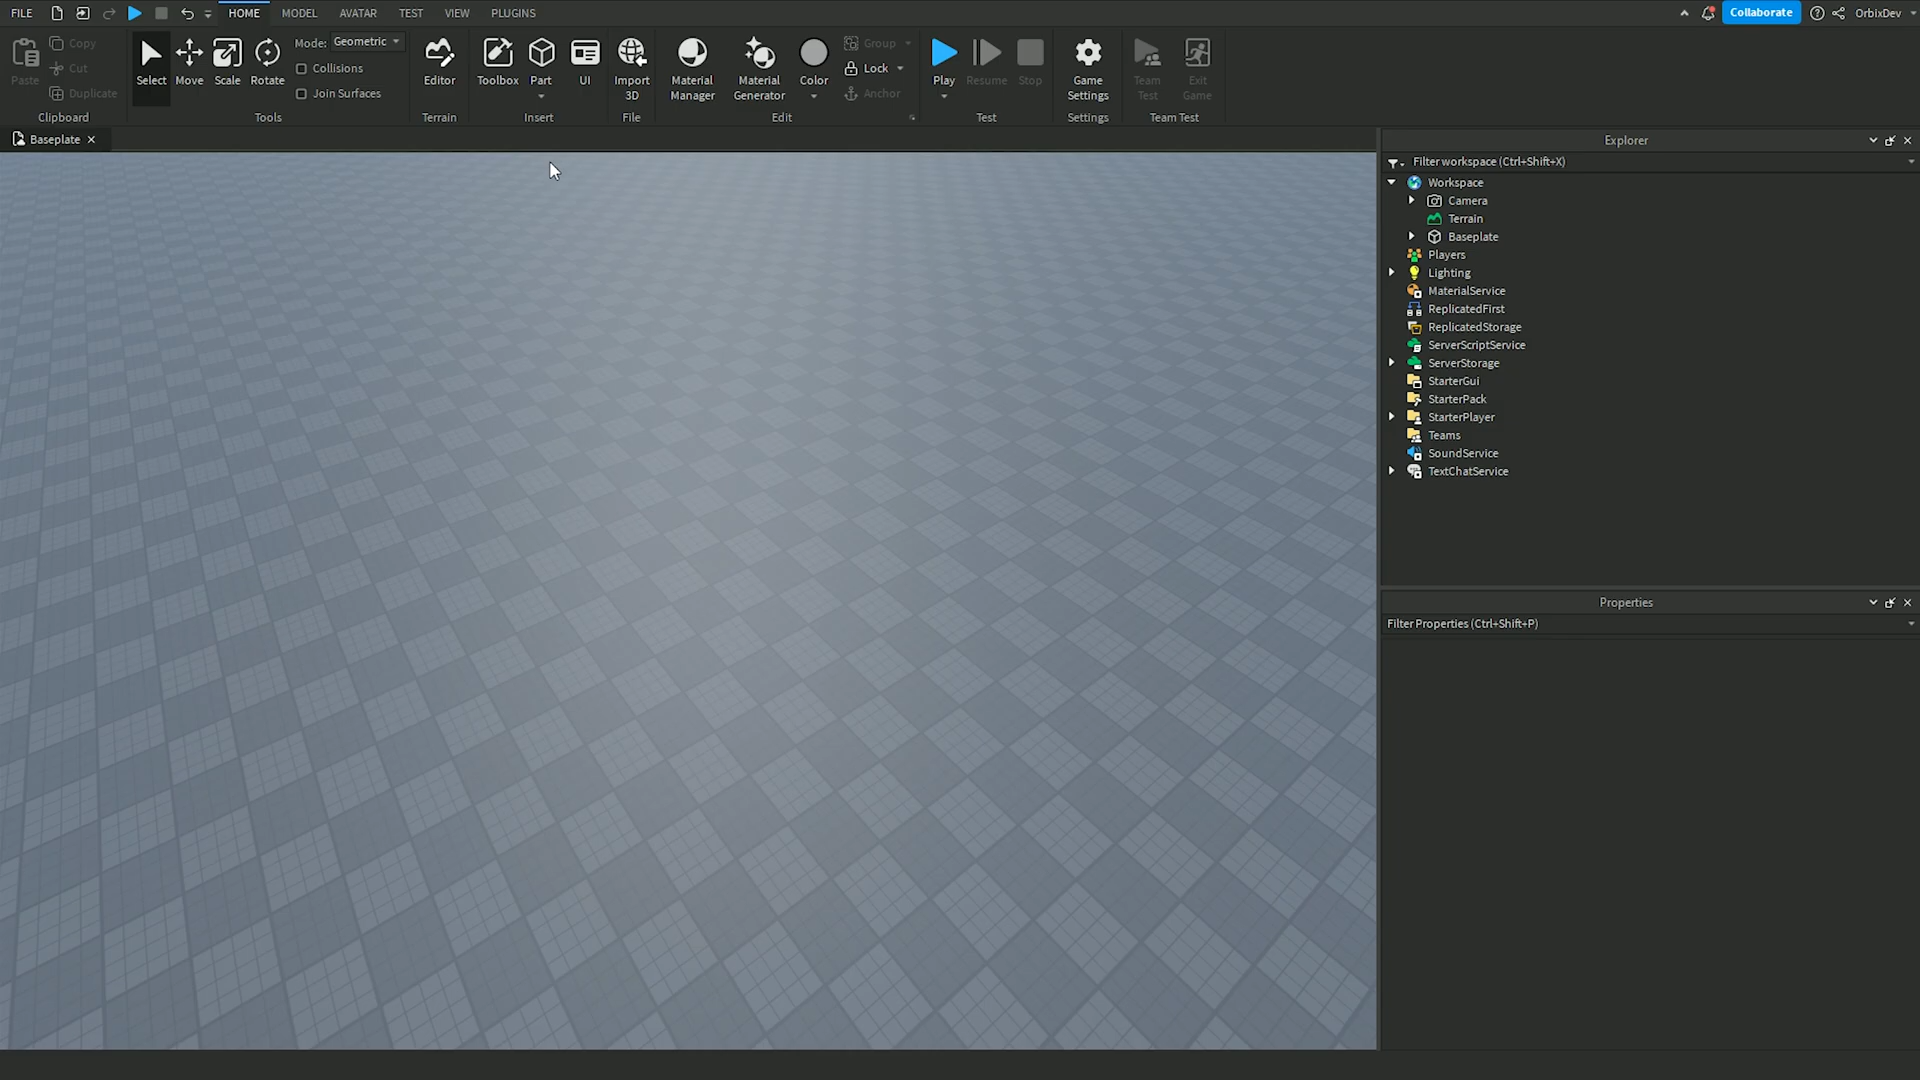 FILE
HOME
MODEL
AVATAR
TEST
VIEW
PLUGINS
Collaborate
OrbixDev
Paste
Copy
Cut
Duplicate
Clipboard
Select
Move
Scale
Rotate
Mode: Geometric
Collisions
Join Surfaces
Tools
Editor
Terrain
Toolbox
Part
UI
Insert
Import
3D
File
Material
Manager
Material
Generator
Color
Group
Lock
Anchor
Edit
Play
Resume
Stop
Test
Game
Settings
Settings
Team
Test
Exit
Game
Team Test
Baseplate
Explorer
Filter workspace (Ctrl+Shift+X)
Workspace
Camera
Terrain
Baseplate
Players
Lighting
MaterialService
ReplicatedFirst
ReplicatedStorage
ServerScriptService
ServerStorage
StarterGui
StarterPack
StarterPlayer
Teams
SoundService
TextChatService
Properties
Filter Properties (Ctrl+Shift+P)